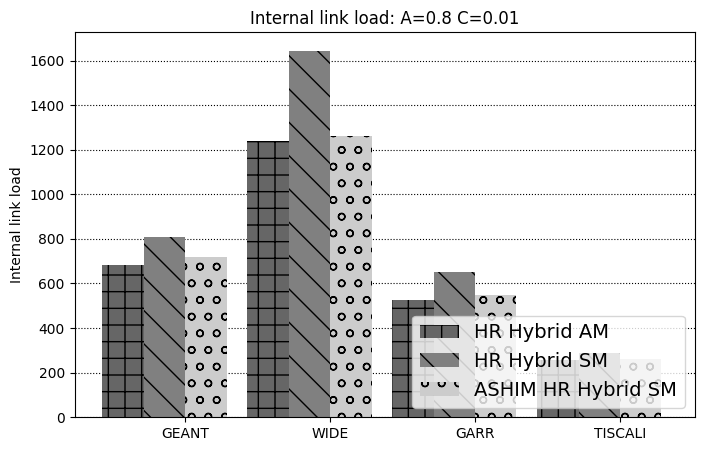 Internal link load: A=0.8 C=0.01
Internal link load
1600
1400
1200
1000
800
600
400
200
0
GEANT
WIDE
GARR
TISCALI
HR Hybrid AM
HR Hybrid SM
ASHIM HR Hybrid SM